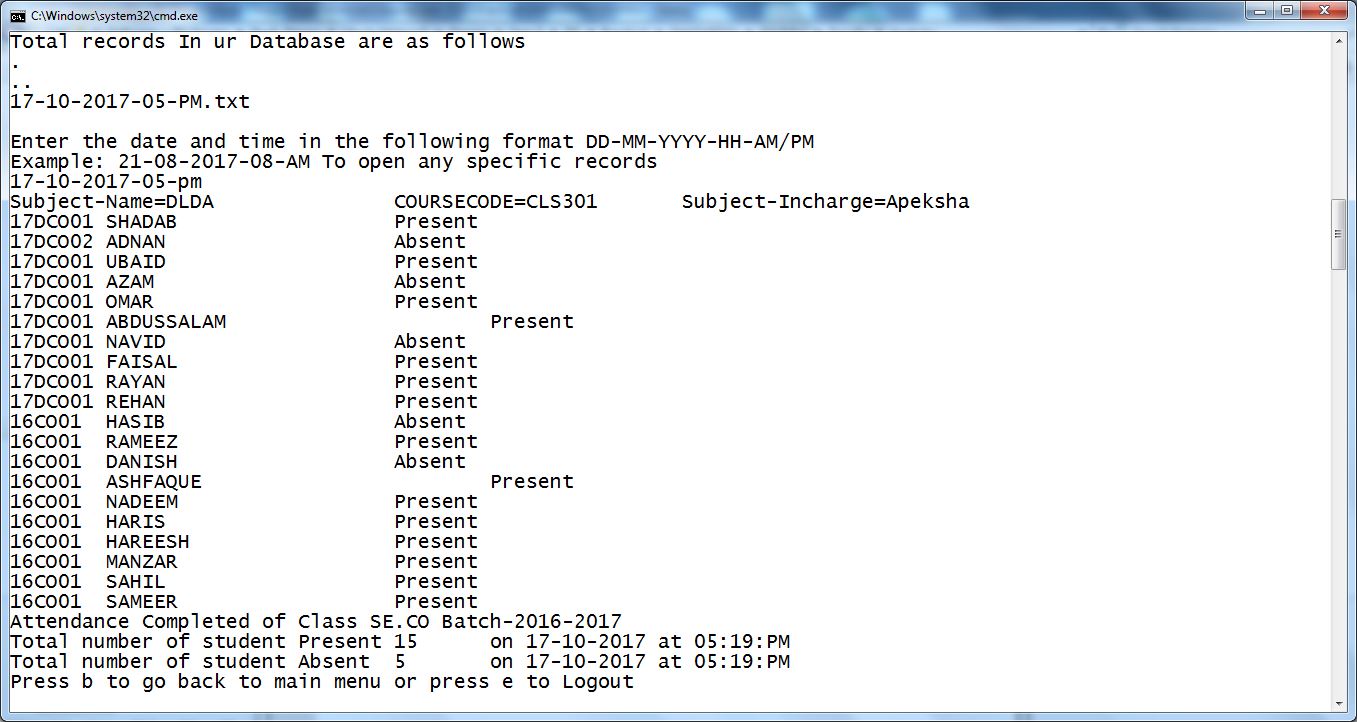 C:\Windows\system32\cmd.exe
Total records In ur Database are as follows
.
..
17-10-2017-05-PM.txt
Enter the date and time in the following format DD-MM-YYYY-HH-AM/PM
Example: 21-08-2017-08-AM To open any specific records
17-10-2017-05-pm
Subject-Name=DLDA COURSECODE=CLS301 Subject-Incharge=Apeksha
17DCO01 SHADAB Present
17DCO02 ADNAN Absent
17DCO01 UBAID Present
17DCO01 AZAM Absent
17DCO01 OMAR Present
17DCO01 ABDUSSALAM Present
17DCO01 NAVID Absent
17DCO01 FAISAL Present
17DCO01 RAYAN Present
17DCO01 REHAN Present
16CO01 HASIB Absent
16CO01 RAMEEZ Present
16CO01 DANISH Absent
16CO01 ASHFAQUE Present
16CO01 NADEEM Present
16CO01 HARIS Present
16CO01 HAREESH Present
16CO01 MANZAR Present
16CO01 SAHIL Present
16CO01 SAMEER Present
Attendance Completed of Class SE.CO Batch-2016-2017
Total number of student Present 15 on 17-10-2017 at 05:19:PM
Total number of student Absent 5 on 17-10-2017 at 05:19:PM
Press b to go back to main menu or press e to Logout